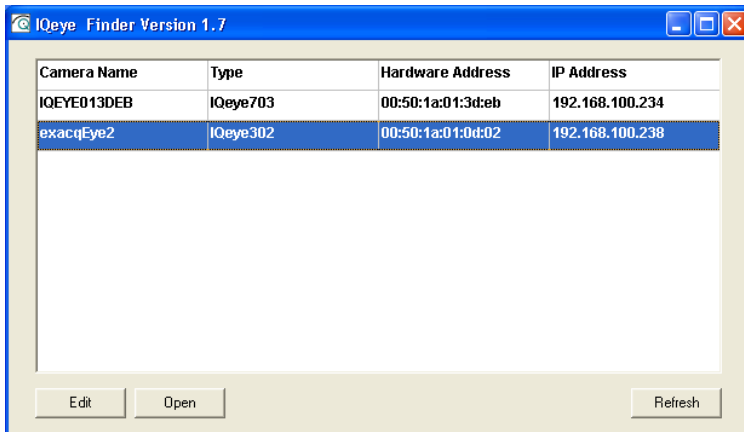 IQeye Finder Version 1.7
Camera Name Type Hardware Address IP Address
IQEYE013DEB IQeye703 00:50:1a:01:3d:eb 192.168.100.234
exacqEye2 IQeye302 00:50:1a:01:0d:02 192.168.100.238
Edit Open Refresh